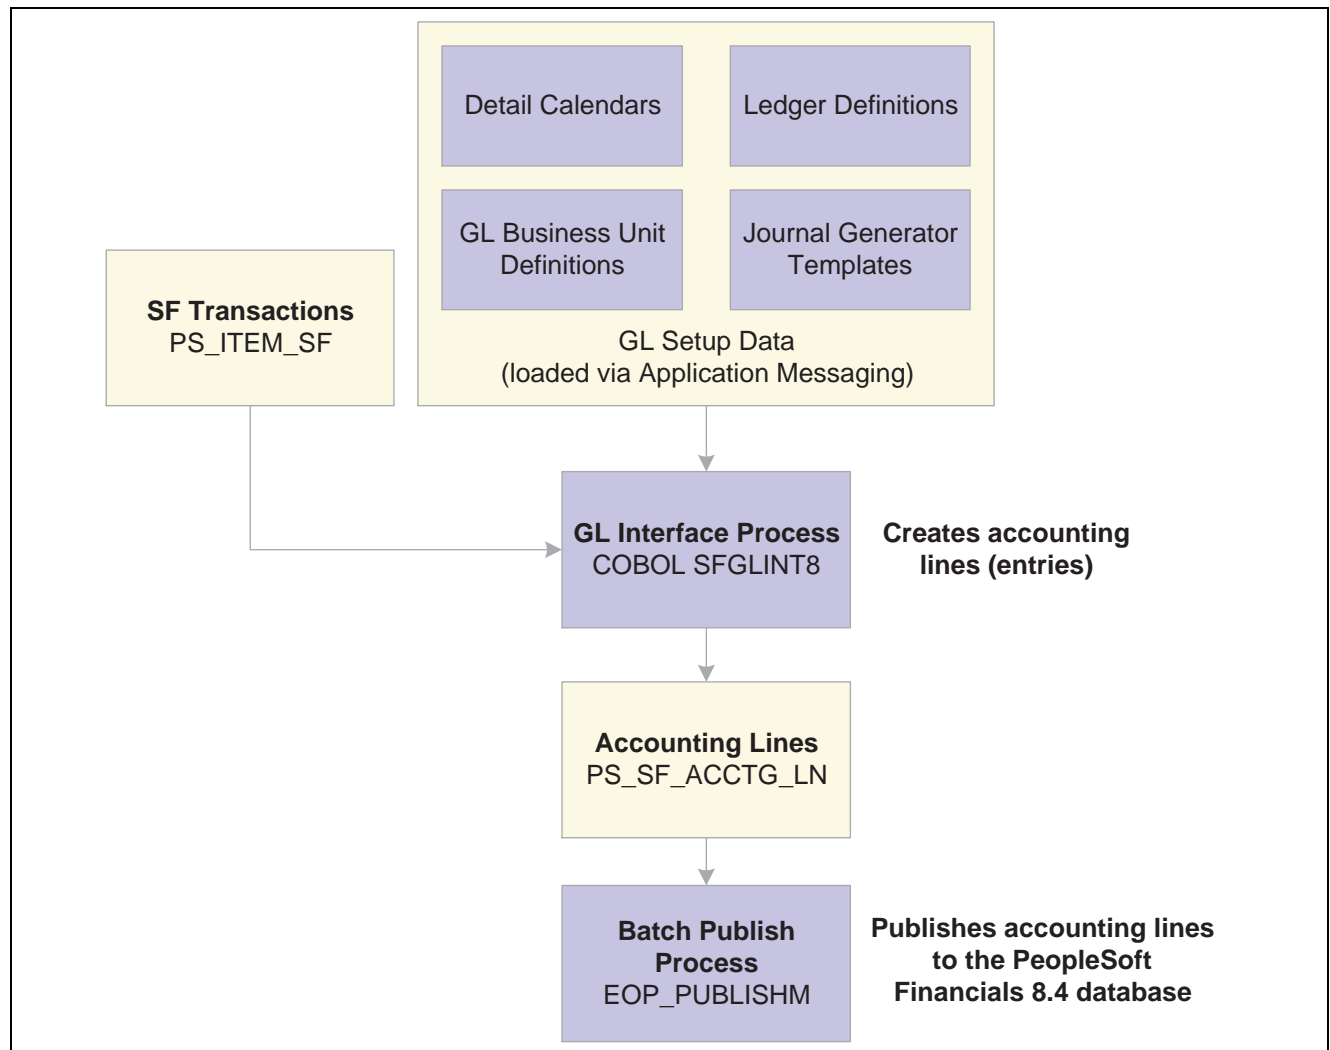 Detail Calendars
Ledger Definitions
GL Business Unit
Definitions
Journal Generator
Templates
GL Setup Data
(loaded via Application Messaging)
SF Transactions
PS_ITEM_SF
GL Interface Process
COBOL SFGLINT8
Creates accounting
lines (entries)
Accounting Lines
PS_SF_ACCTG_LN
Batch Publish
Process
EOP_PUBLISHM
Publishes accounting lines
to the PeopleSoft
Financials 8.4 database